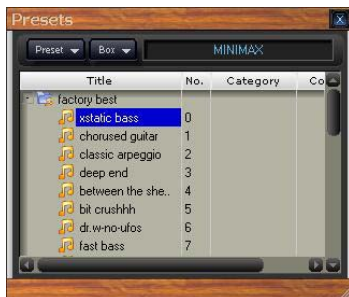 Presets
Preset Box MINIMAX
Title No. Category Co
factory best
xstatic bass 0
chorused guitar 1
classic arpeggio 2
deep end 3
between the she.. 4
bit crushhh 5
dr.w-no-ufos 6
fast bass 7